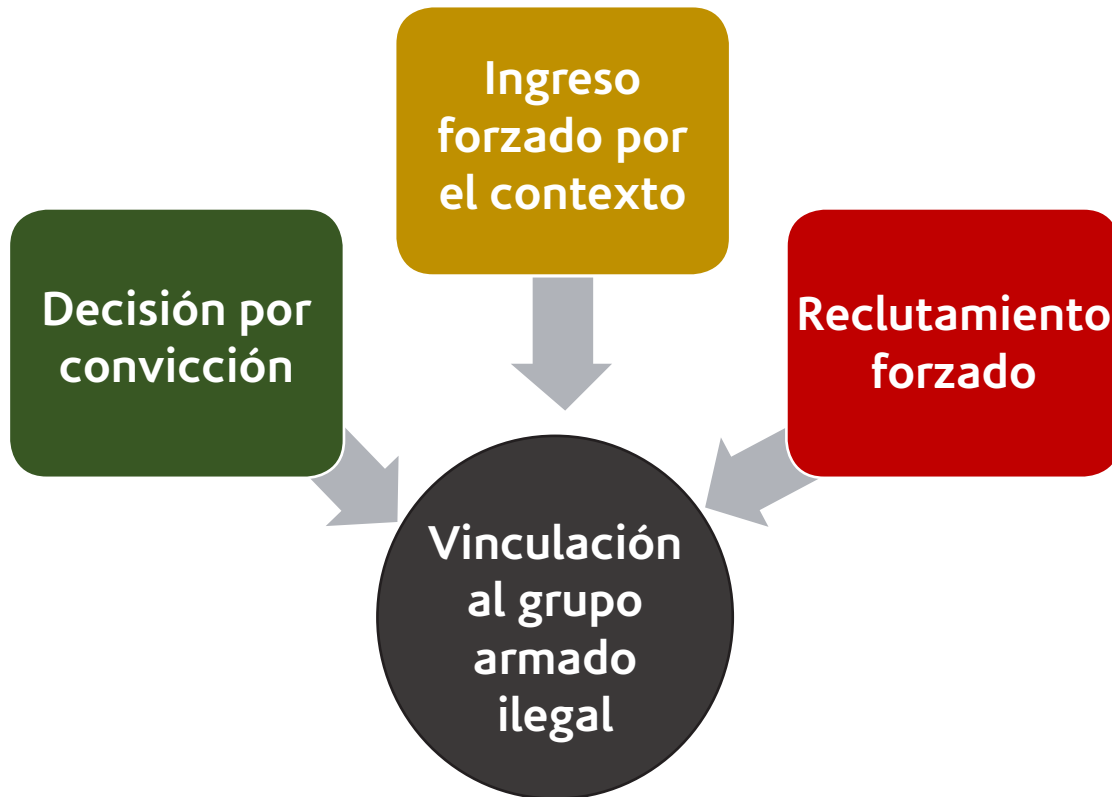 Ingreso
forzado por
el contexto
Decisión por
convicción
Reclutamiento
forzado
Vinculación
al grupo
armado
ilegal